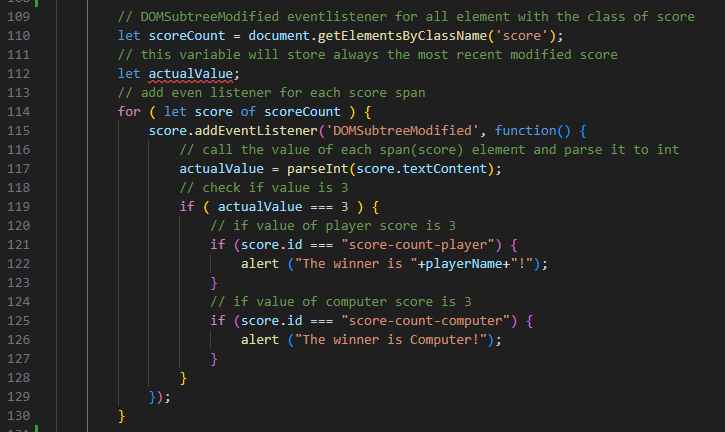 109 // DOMSubtreeModified eventlistener for all element with the class of score
110 let scoreCount = document.getElementsByClassName('score');
111 // this variable will store always the most recent modified score
112 let actualValue;
113 // add even listener for each score span
114 for ( let score of scoreCount ) {
115 score.addEventListener('DOMSubtreeModified', function() {
116 // call the value of each span(score) element and parse it to int
117 actualValue = parseInt(score.textContent);
118 // check if value is 3
119 if ( actualValue === 3 ) {
120 // if value of player score is 3
121 if (score.id === "score-count-player") {
122 alert ("The winner is "+playerName+"!");
123 }
124 // if value of computer score is 3
125 if (score.id === "score-count-computer") {
126 alert ("The winner is Computer!");
127 }
128 }
129 });
130 }